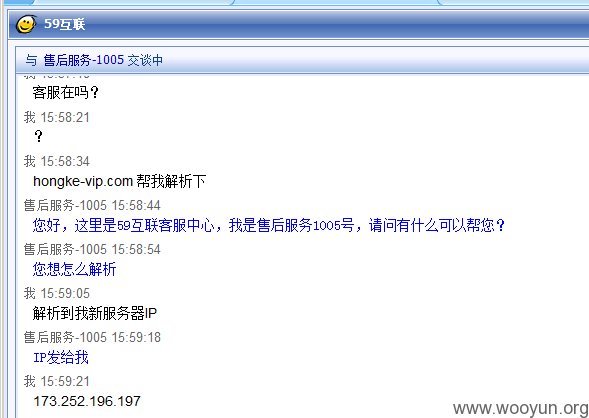 59互联
与 售后服务-1005 交谈中
客服在吗？
我 15:58:21
？
我 15:58:34
hongke-vip.com 帮我解析下
售后服务-1005 15:58:44
您好，这里是59互联客服中心，我是售后服务1005号，请问有什么可以帮您？
售后服务-1005 15:58:54
您想怎么解析
我 15:59:05
解析到我新服务器IP
售后服务-1005 15:59:18
IP发给我
我 15:59:21
173.252.196.197
www.wooyun.org